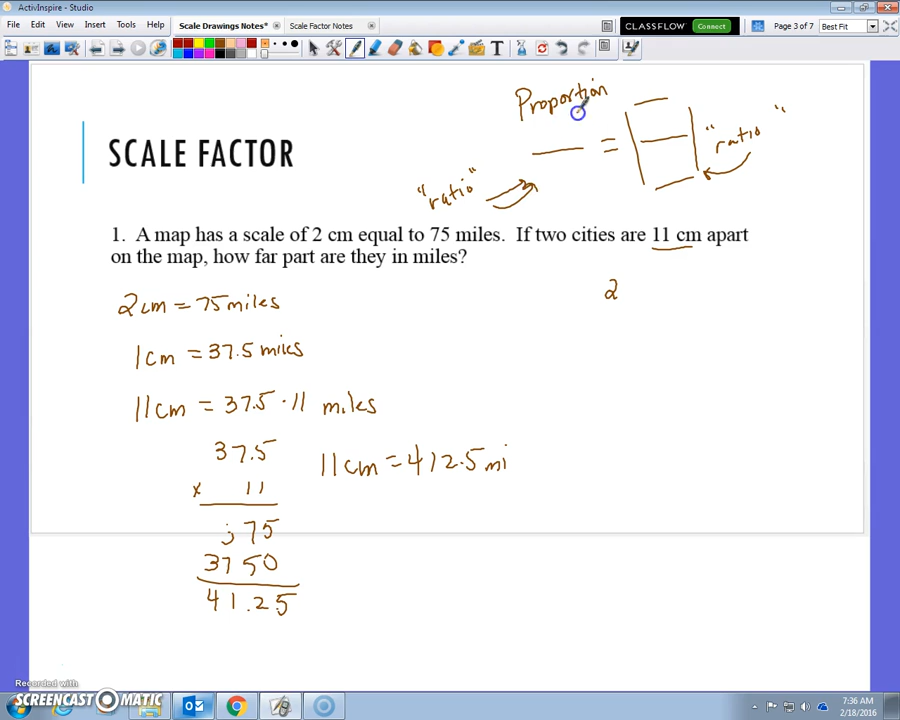 ActivInspire - Studio
File Edit View Insert Tools Help
Scale Drawings Notes* Scale Factor Notes
CLASSFLOW Connect Page 3 of 7 Best Fit
Proportion
SCALE FACTOR
=
"ratio"
"ratio"
1. A map has a scale of 2 cm equal to 75 miles. If two cities are 11 cm apart
on the map, how far part are they in miles?
2cm = 75 miles
2
1cm = 37.5 miles
11cm = 37.5 · 11 miles
37.5
x 11
375
3750
41.25
11cm = 412.5 mi
Recorded with
SCREENCAST O MATIC
7:36 AM
2/18/2016